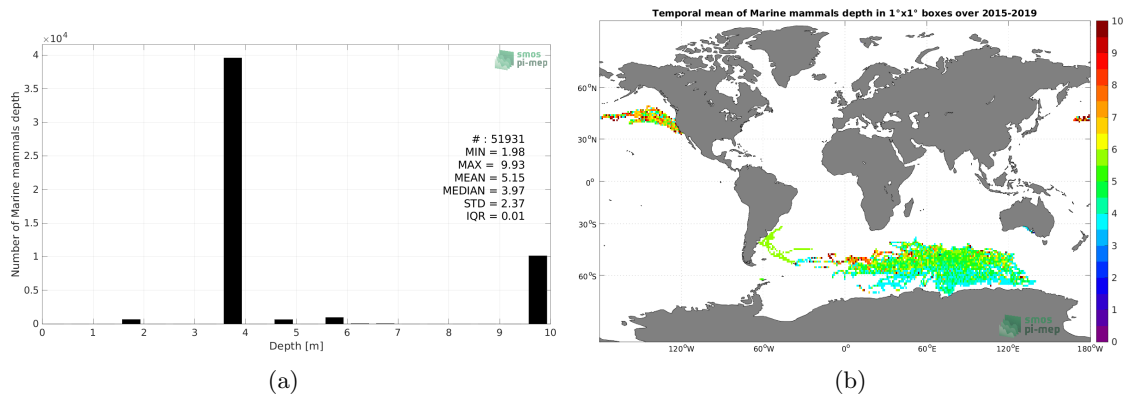 ×10⁴
4
3.5
3
2.5
2
1.5
1
0.5
0
0 1 2 3 4 5 6 7 8 9 10
Number of Marine mammals depth
Depth [m]
smos
pi-mep
# : 51931
MIN = 1.98
MAX = 9.93
MEAN = 5.15
MEDIAN = 3.97
STD = 2.37
IQR = 0.01
(a)
Temporal mean of Marine mammals depth in 1°x1° boxes over 2015-2019
60°N
30°N
0°
30°S
60°S
120°W 60°W 0° 60°E 120°E 180°W
smos
pi-mep
10
9
8
7
6
5
4
3
2
1
0
(b)